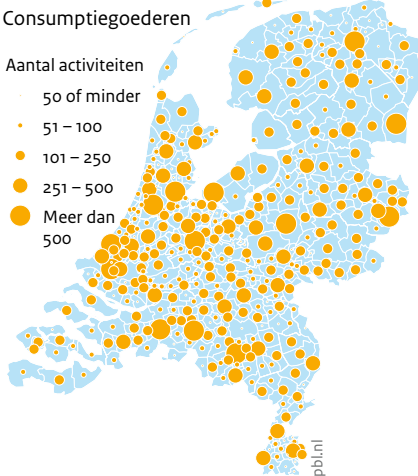 Consumptiegoederen
Aantal activiteiten
50 of minder
51 – 100
101 – 250
251 – 500
Meer dan
500
pbl.nl